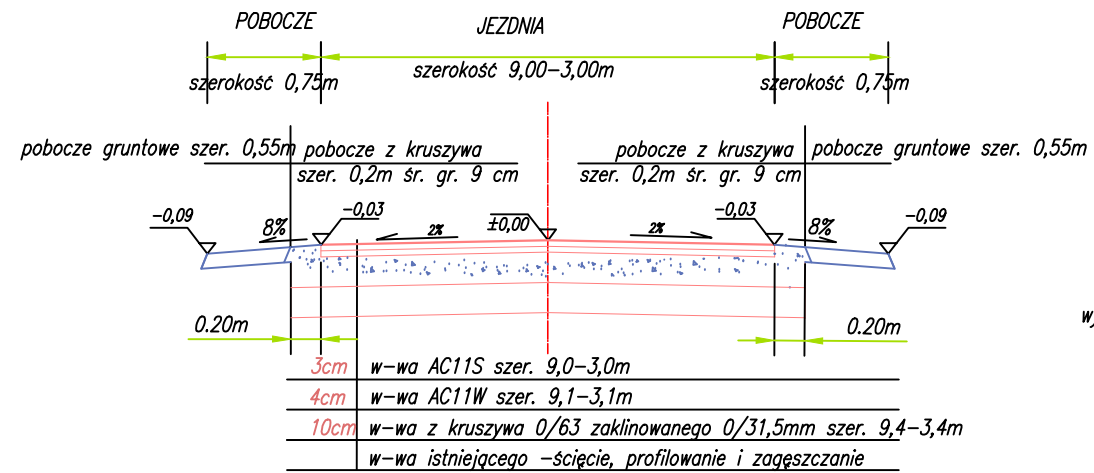 POBOCZE JEZDNIA POBOCZE
szerokość 0,75m szerokość 9,00-3,00m szerokość 0,75m
pobocze gruntowe szer. 0,55m pobocze z kruszywa pobocze z kruszywa pobocze gruntowe szer. 0,55m
szer. 0,2m śr. gr. 9 cm szer. 0,2m śr. gr. 9 cm
-0,09 8% -0,03 2% ±0,00 2% -0,03 8% -0,09
0.20m 0.20m
3cm w-wa AC11S szer. 9,0-3,0m
4cm w-wa AC11W szer. 9,1-3,1m
10cm w-wa z kruszywa 0/63 zaklinowanego 0/31,5mm szer. 9,4-3,4m
w-wa istniejącego -ścięcie, profilowanie i zagęszczanie